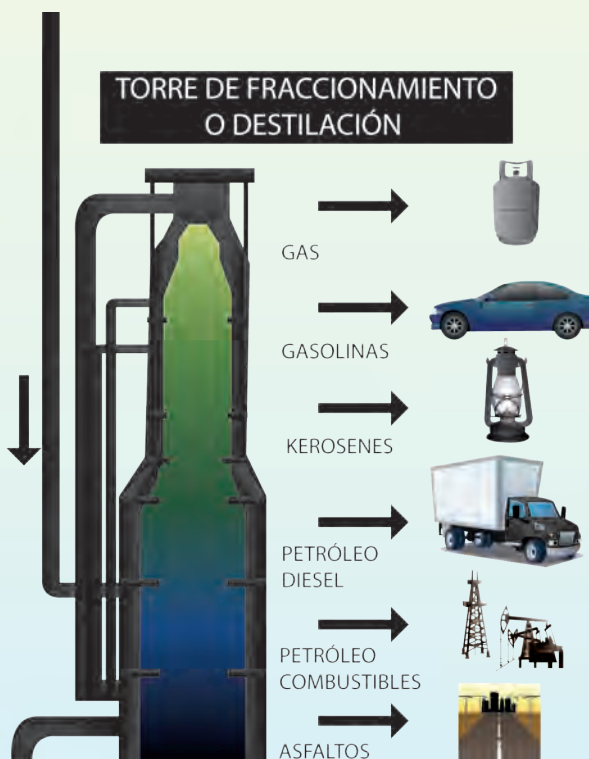 TORRE DE FRACCIONAMIENTO
O DESTILACIÓN
GAS
GASOLINAS
KEROSENES
PETRÓLEO
DIESEL
PETRÓLEO
COMBUSTIBLES
ASFALTOS